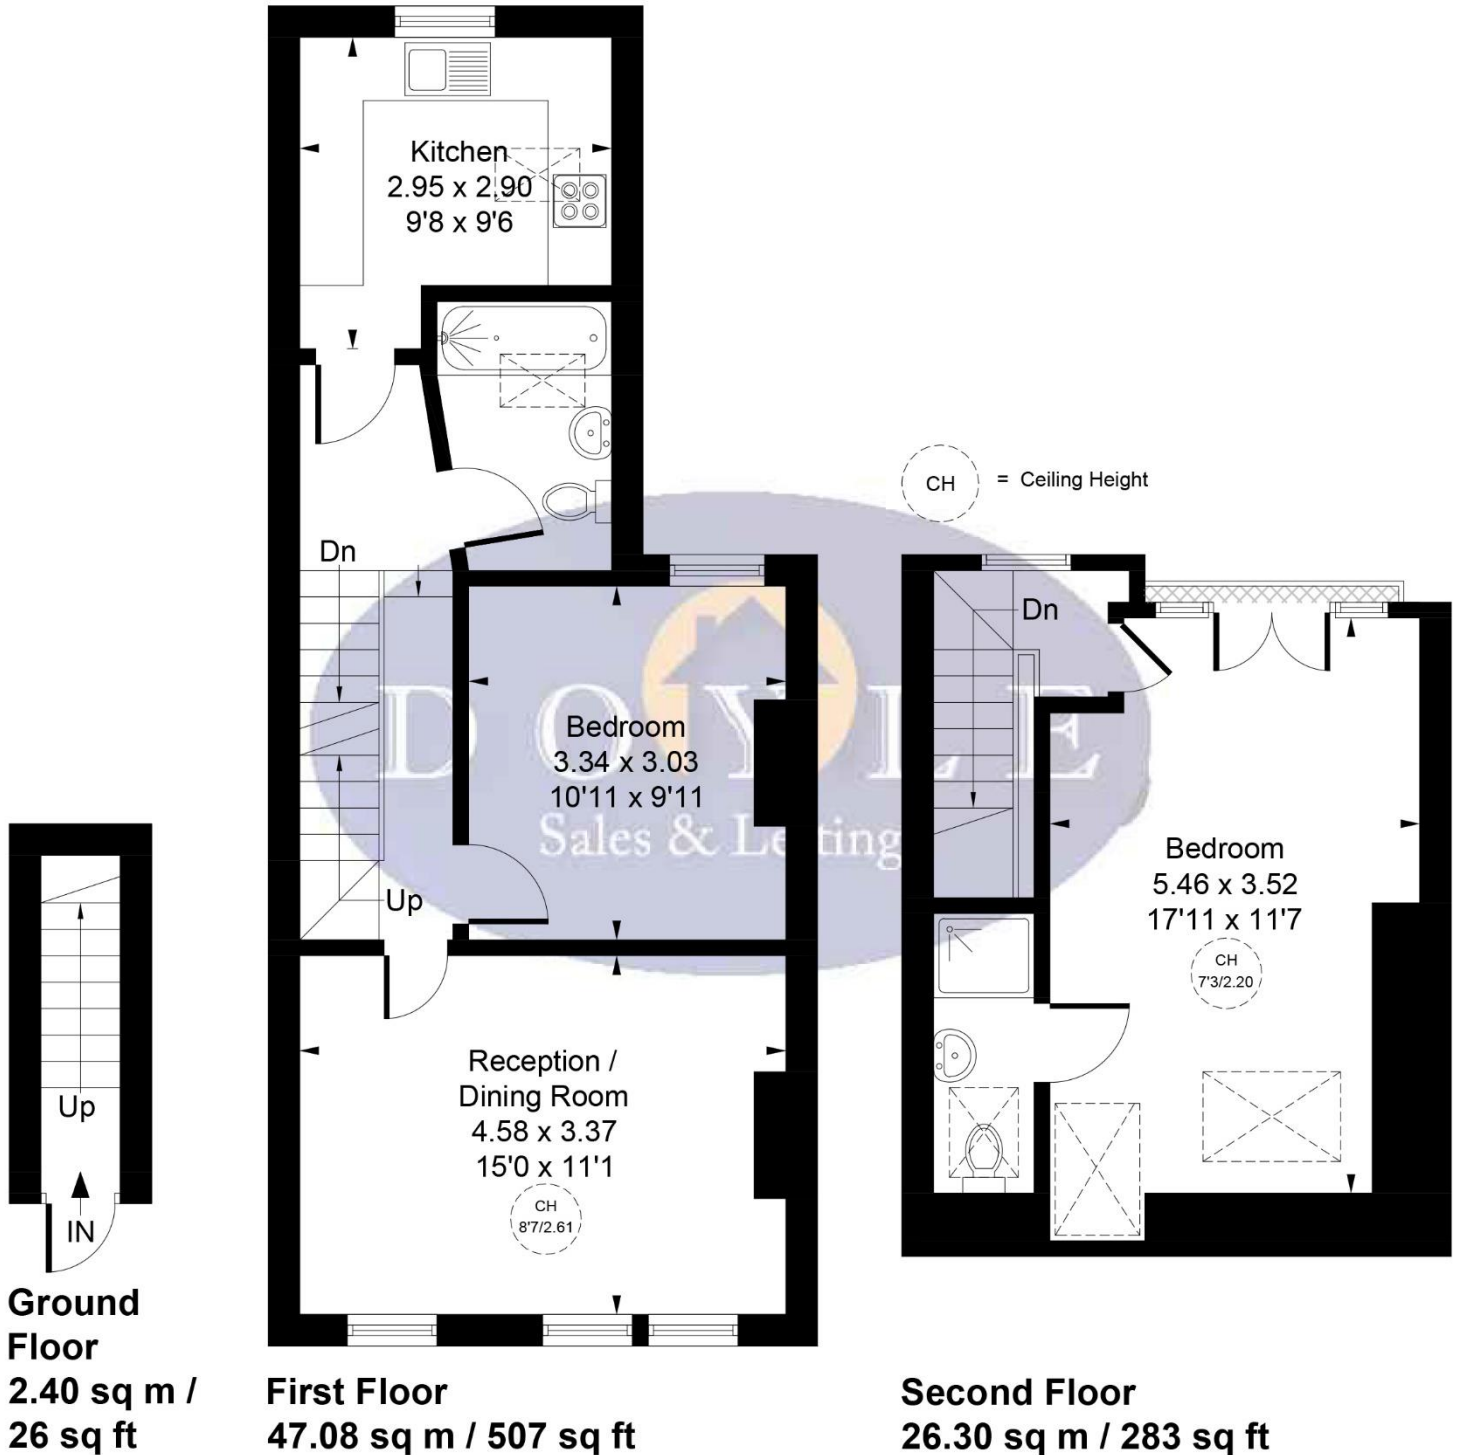 Kitchen
2.95 x 2.90
9'8 x 9'6
CH = Ceiling Height
Dn
Dn
DOYLE
Sales & Letting
Bedroom
3.34 x 3.03
10'11 x 9'11
Up
Bedroom
5.46 x 3.52
17'11 x 11'7
CH
7'3/2.20
Reception /
Dining Room
4.58 x 3.37
15'0 x 11'1
CH
8'7/2.61
Up
IN
Ground
Floor
2.40 sq m /
26 sq ft
First Floor
47.08 sq m / 507 sq ft
Second Floor
26.30 sq m / 283 sq ft